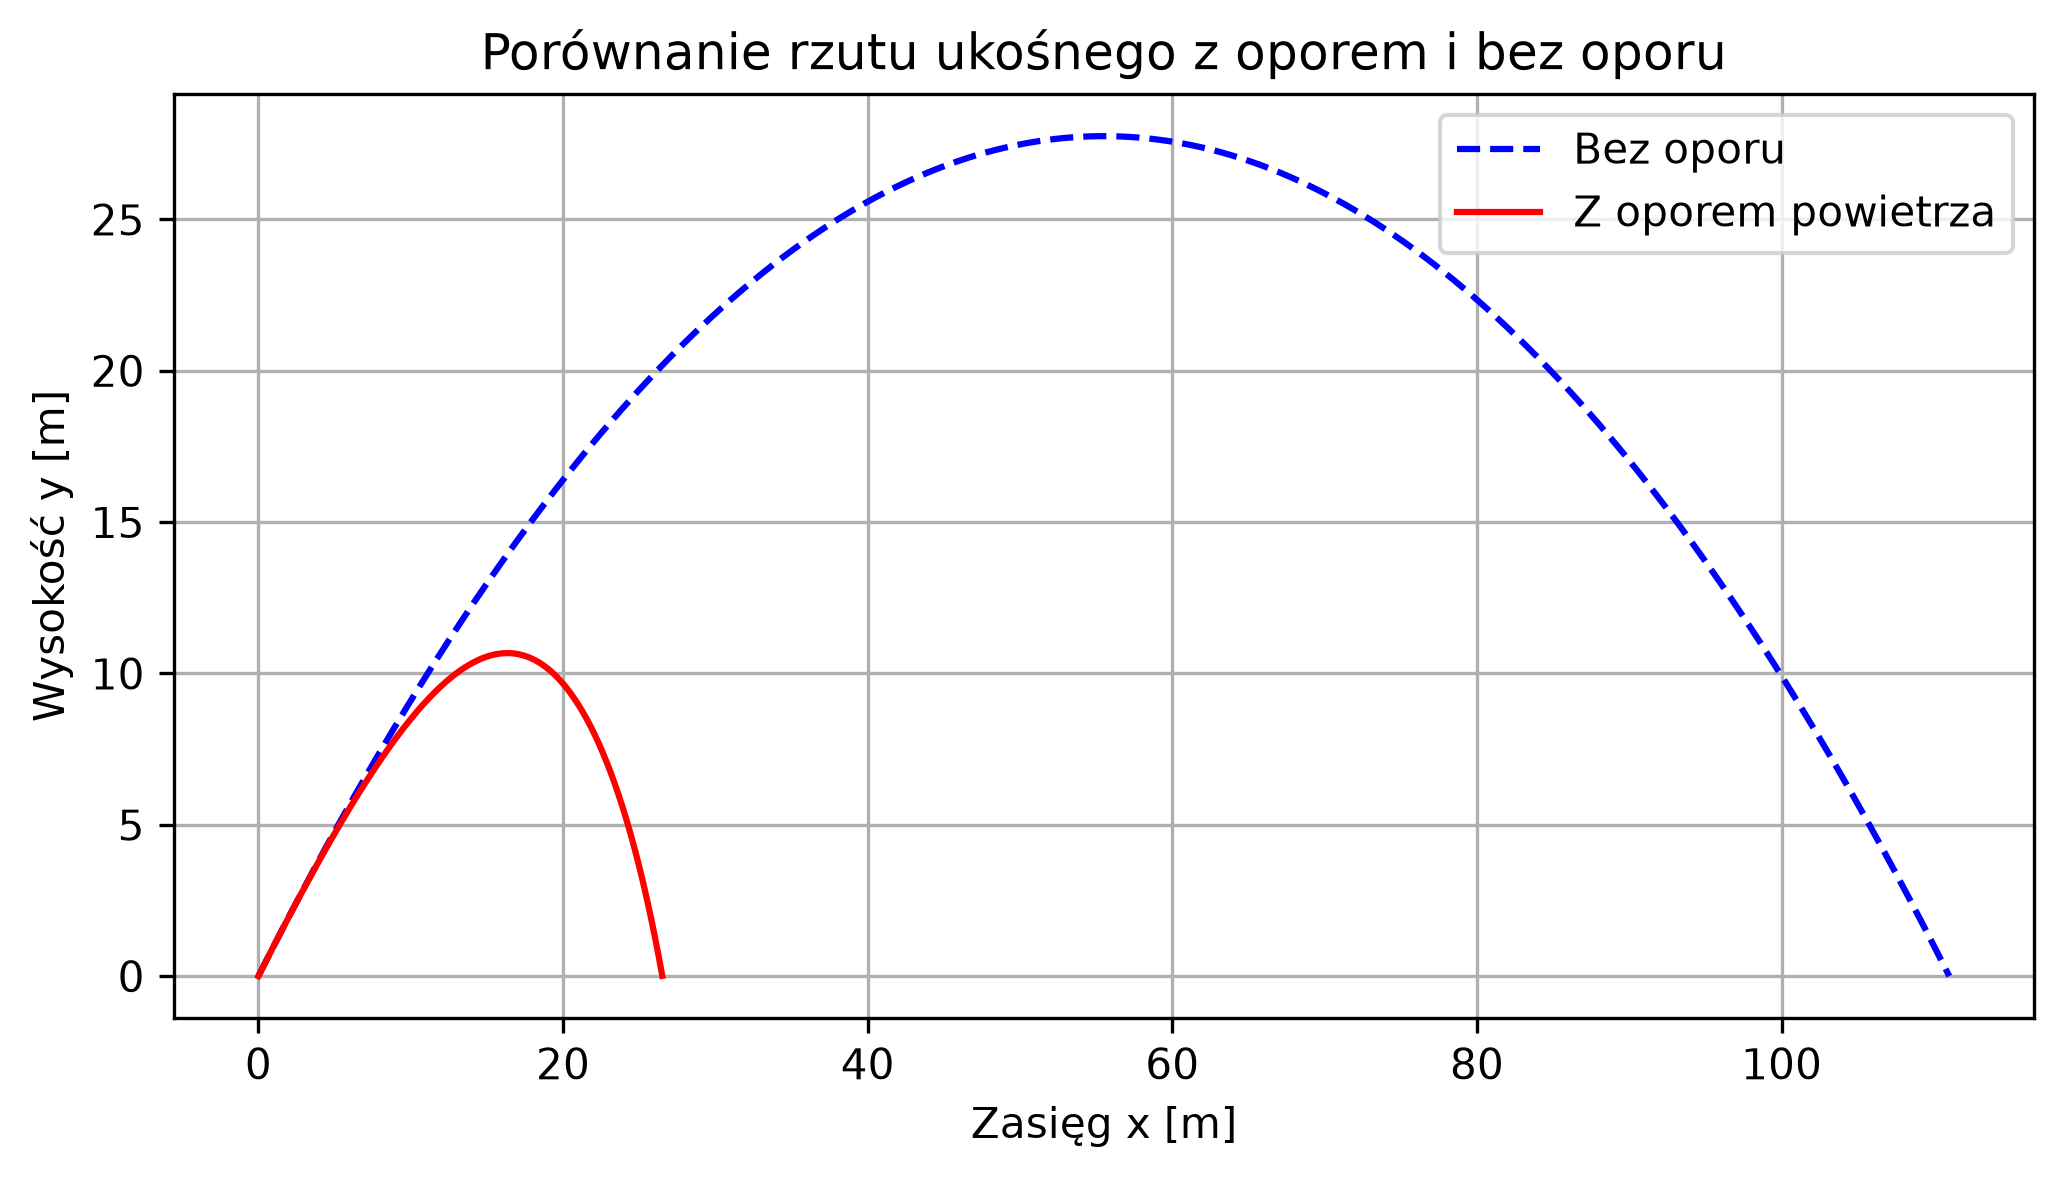 Porównanie rzutu ukośnego z oporem i bez oporu
Bez oporu
Z oporem powietrza
Wysokość y [m]
25
20
15
10
5
0
0 20 40 60 80 100
Zasięg x [m]